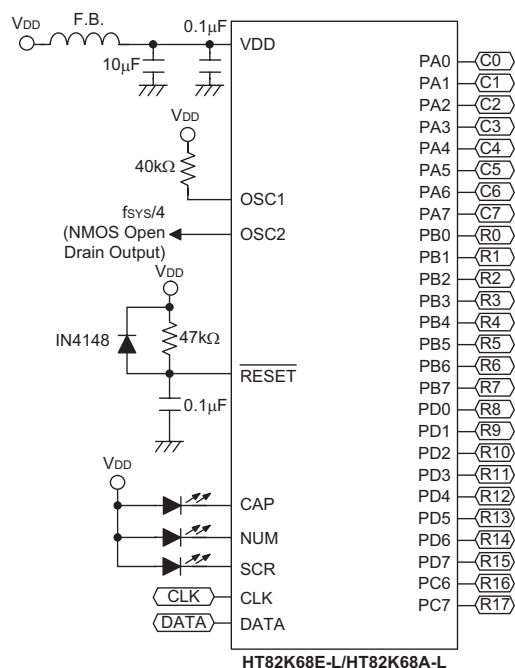 VDD
F.B.
0.1μF
10μF
VDD
VDD
40kΩ
OSC1
fSYS/4
(NMOS Open
Drain Output)
OSC2
VDD
IN4148
47kΩ
RESET
0.1μF
VDD
CAP
NUM
SCR
CLK
CLK
DATA
DATA
PA0 C0
PA1 C1
PA2 C2
PA3 C3
PA4 C4
PA5 C5
PA6 C6
PA7 C7
PB0 R0
PB1 R1
PB2 R2
PB3 R3
PB4 R4
PB5 R5
PB6 R6
PB7 R7
PD0 R8
PD1 R9
PD2 R10
PD3 R11
PD4 R12
PD5 R13
PD6 R14
PD7 R15
PC6 R16
PC7 R17
HT82K68E-L/HT82K68A-L